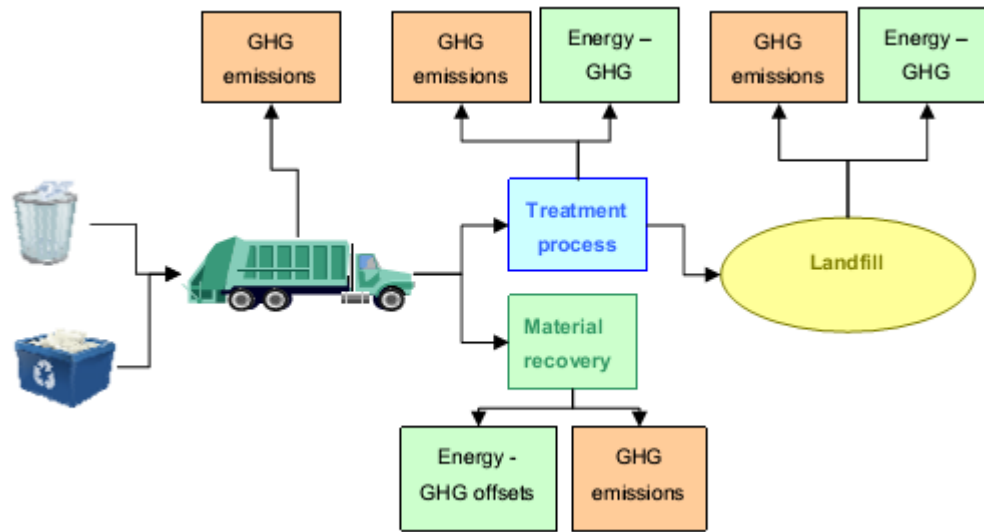 GHG
emissions
GHG
emissions
Energy –
GHG
GHG
emissions
Energy –
GHG
Treatment
process
Landfill
Material
recovery
Energy -
GHG offsets
GHG
emissions